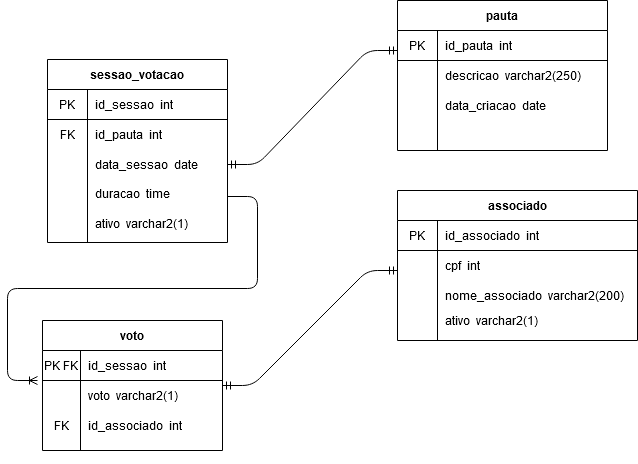 pauta
PK id_pauta int
descricao varchar2(250)
data_criacao date
sessao_votacao
PK id_sessao int
FK id_pauta int
data_sessao date
duracao time
ativo varchar2(1)
associado
PK id_associado int
cpf int
nome_associado varchar2(200)
ativo varchar2(1)
voto
PK FK id_sessao int
voto varchar2(1)
FK id_associado int